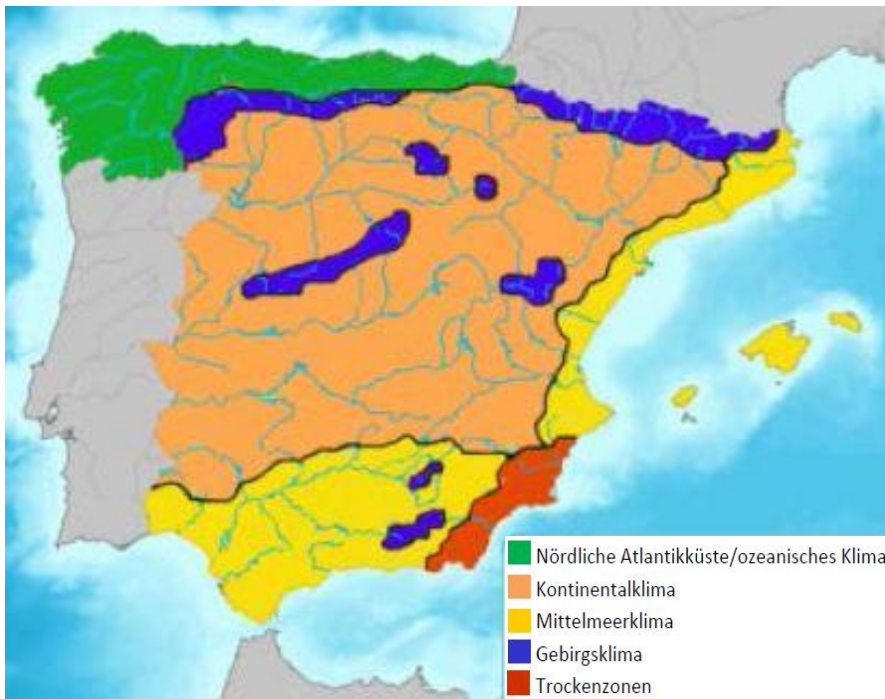 Nördliche Atlantikküste/ozeanisches Klima
Kontinentalklima
Mittelmeerklima
Gebirgsklima
Trockenzonen